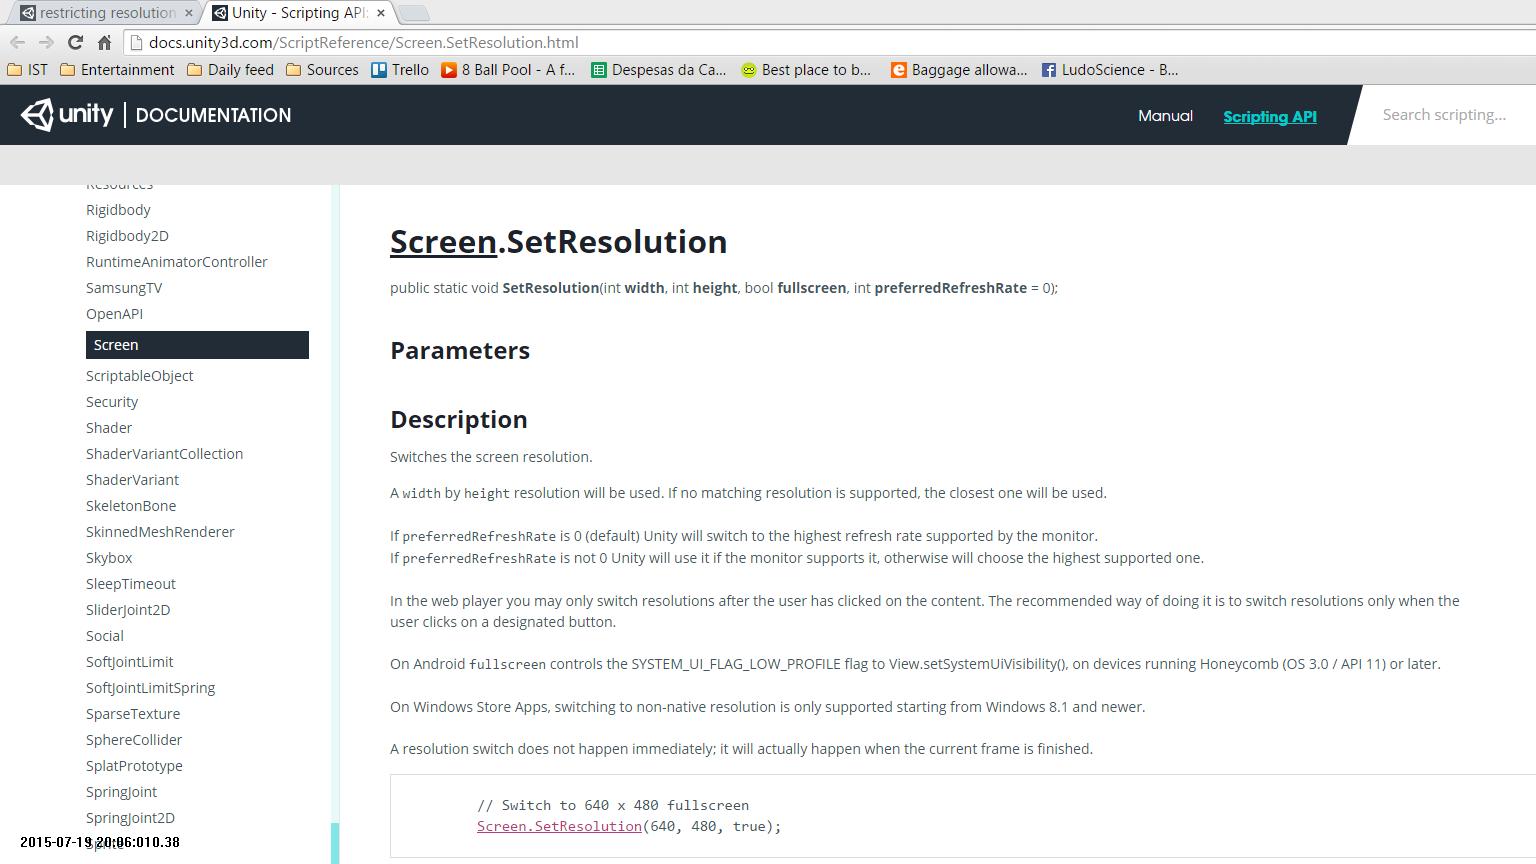 restricting resolution
Unity - Scripting API:
docs.unity3d.com/ScriptReference/Screen.SetResolution.html
IST Entertainment Daily feed Sources Trello 8 Ball Pool - A f... Despesas da Ca... Best place to b... Baggage allowa... LudoScience - B...
unity DOCUMENTATION
Manual Scripting API Search scripting...
Resources
Rigidbody
Rigidbody2D
RuntimeAnimatorController
SamsungTV
OpenAPI
Screen
ScriptableObject
Security
Shader
ShaderVariantCollection
ShaderVariant
SkeletonBone
SkinnedMeshRenderer
Skybox
SleepTimeout
SliderJoint2D
Social
SoftJointLimit
SoftJointLimitSpring
SparseTexture
SphereCollider
SplatPrototype
SpringJoint
SpringJoint2D
Sprite
2015-07-19 20:06:010.38
Screen.SetResolution
public static void SetResolution(int width, int height, bool fullscreen, int preferredRefreshRate = 0);
Parameters
Description
Switches the screen resolution.
A width by height resolution will be used. If no matching resolution is supported, the closest one will be used.
If preferredRefreshRate is 0 (default) Unity will switch to the highest refresh rate supported by the monitor.
If preferredRefreshRate is not 0 Unity will use it if the monitor supports it, otherwise will choose the highest supported one.
In the web player you may only switch resolutions after the user has clicked on the content. The recommended way of doing it is to switch resolutions only when the
user clicks on a designated button.
On Android fullscreen controls the SYSTEM_UI_FLAG_LOW_PROFILE flag to View.setSystemUiVisibility(), on devices running Honeycomb (OS 3.0 / API 11) or later.
On Windows Store Apps, switching to non-native resolution is only supported starting from Windows 8.1 and newer.
A resolution switch does not happen immediately; it will actually happen when the current frame is finished.
// Switch to 640 x 480 fullscreen
Screen.SetResolution(640, 480, true);